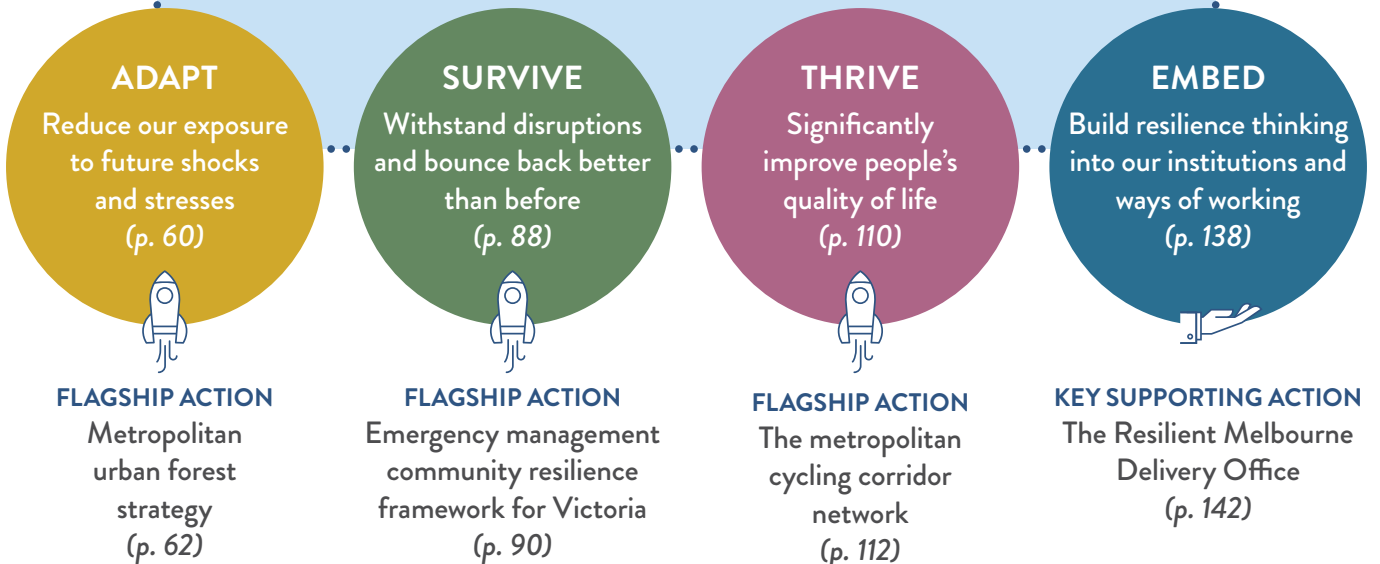 ADAPT
Reduce our exposure
to future shocks
and stresses
(p. 60)
SURVIVE
Withstand disruptions
and bounce back better
than before
(p. 88)
THRIVE
Significantly
improve people's
quality of life
(p. 110)
EMBED
Build resilience thinking
into our institutions and
ways of working
(p. 138)
FLAGSHIP ACTION
Metropolitan
urban forest
strategy
(p. 62)
FLAGSHIP ACTION
Emergency management
community resilience
framework for Victoria
(p. 90)
FLAGSHIP ACTION
The metropolitan
cycling corridor
network
(p. 112)
KEY SUPPORTING ACTION
The Resilient Melbourne
Delivery Office
(p. 142)